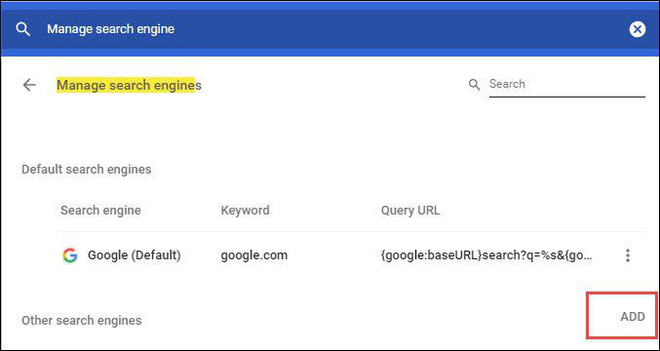 Manage search engine
Manage search engines
Search
Default search engines
Search engine Keyword Query URL
Google (Default) google.com {google:baseURL}search?q=%s&{go...
Other search engines ADD